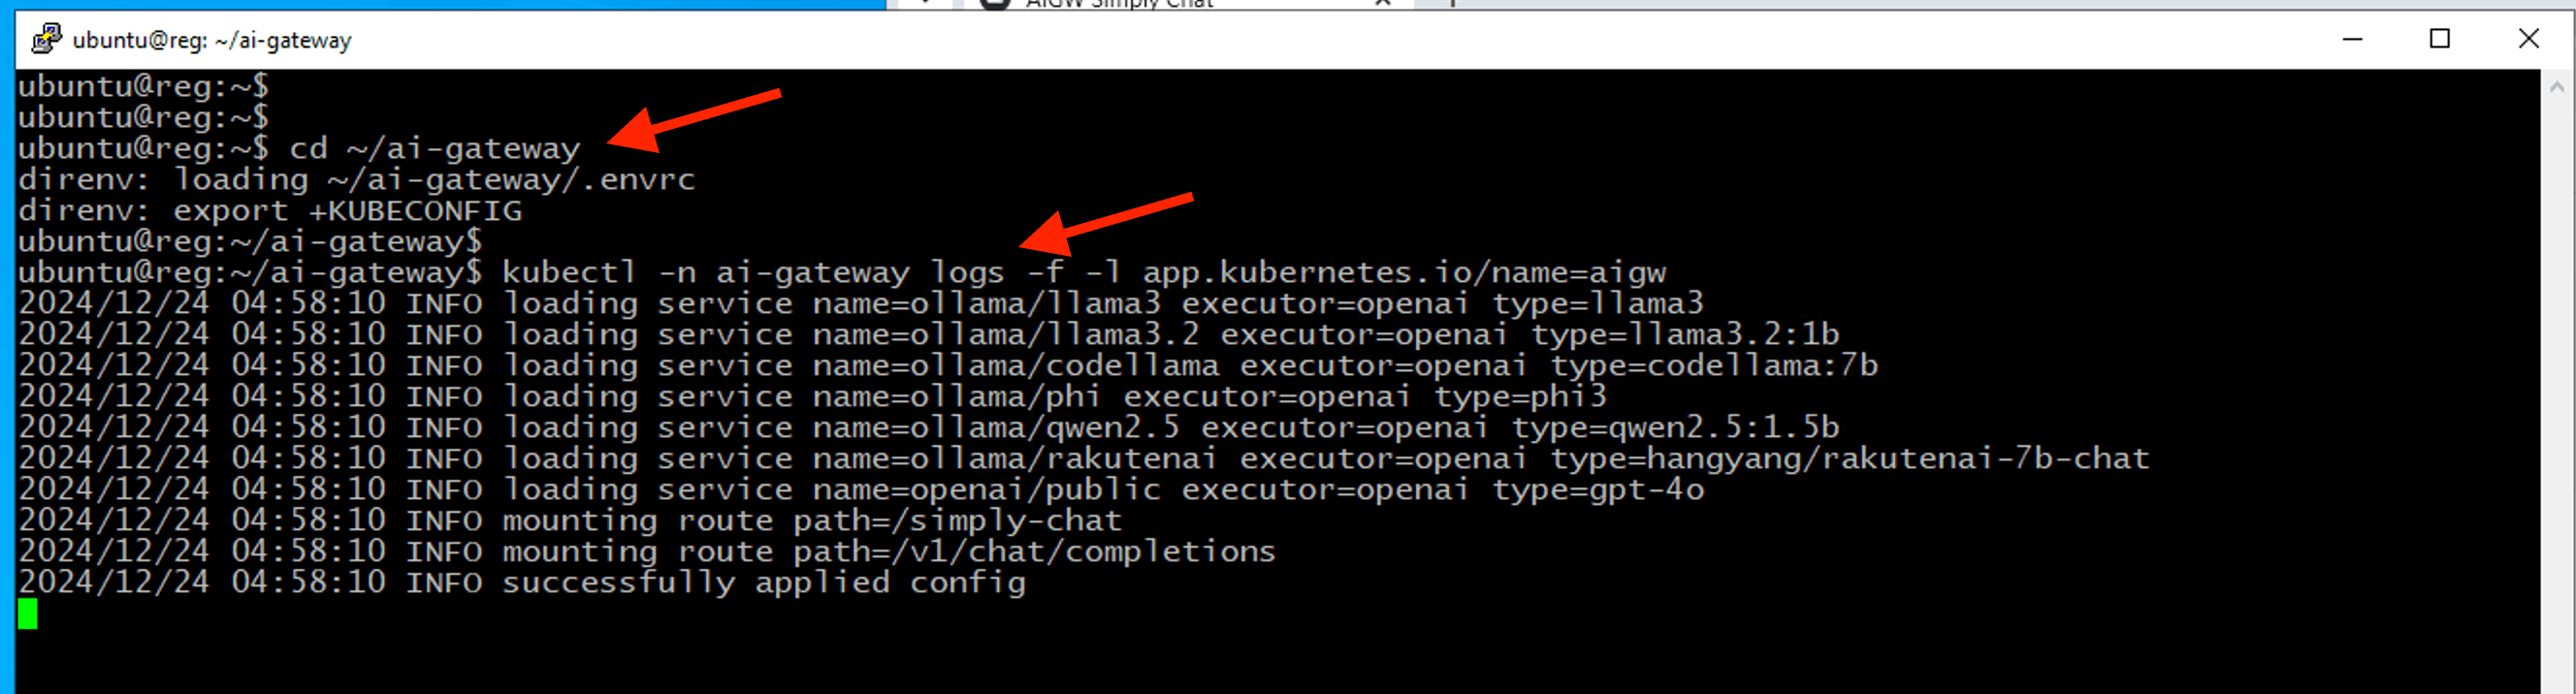 AIGW Simply Chat
ubuntu@reg: ~/ai-gateway
ubuntu@reg:~$
ubuntu@reg:~$
ubuntu@reg:~$ cd ~/ai-gateway
direnv: loading ~/ai-gateway/.envrc
direnv: export +KUBECONFIG
ubuntu@reg:~/ai-gateway$
ubuntu@reg:~/ai-gateway$ kubectl -n ai-gateway logs -f -l app.kubernetes.io/name=aigw
2024/12/24 04:58:10 INFO loading service name=ollama/llama3 executor=openai type=llama3
2024/12/24 04:58:10 INFO loading service name=ollama/llama3.2 executor=openai type=llama3.2:1b
2024/12/24 04:58:10 INFO loading service name=ollama/codellama executor=openai type=codellama:7b
2024/12/24 04:58:10 INFO loading service name=ollama/phi executor=openai type=phi3
2024/12/24 04:58:10 INFO loading service name=ollama/qwen2.5 executor=openai type=qwen2.5:1.5b
2024/12/24 04:58:10 INFO loading service name=ollama/rakutenai executor=openai type=hangyang/rakutenai-7b-chat
2024/12/24 04:58:10 INFO loading service name=openai/public executor=openai type=gpt-4o
2024/12/24 04:58:10 INFO mounting route path=/simply-chat
2024/12/24 04:58:10 INFO mounting route path=/v1/chat/completions
2024/12/24 04:58:10 INFO successfully applied config